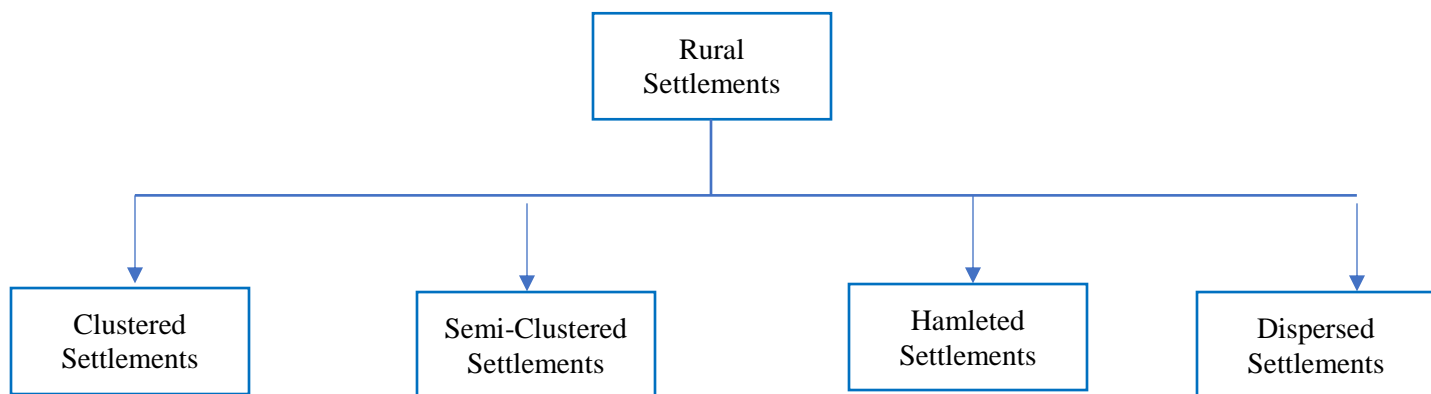 Rural
Settlements
Clustered
Settlements
Semi-Clustered
Settlements
Hamleted
Settlements
Dispersed
Settlements